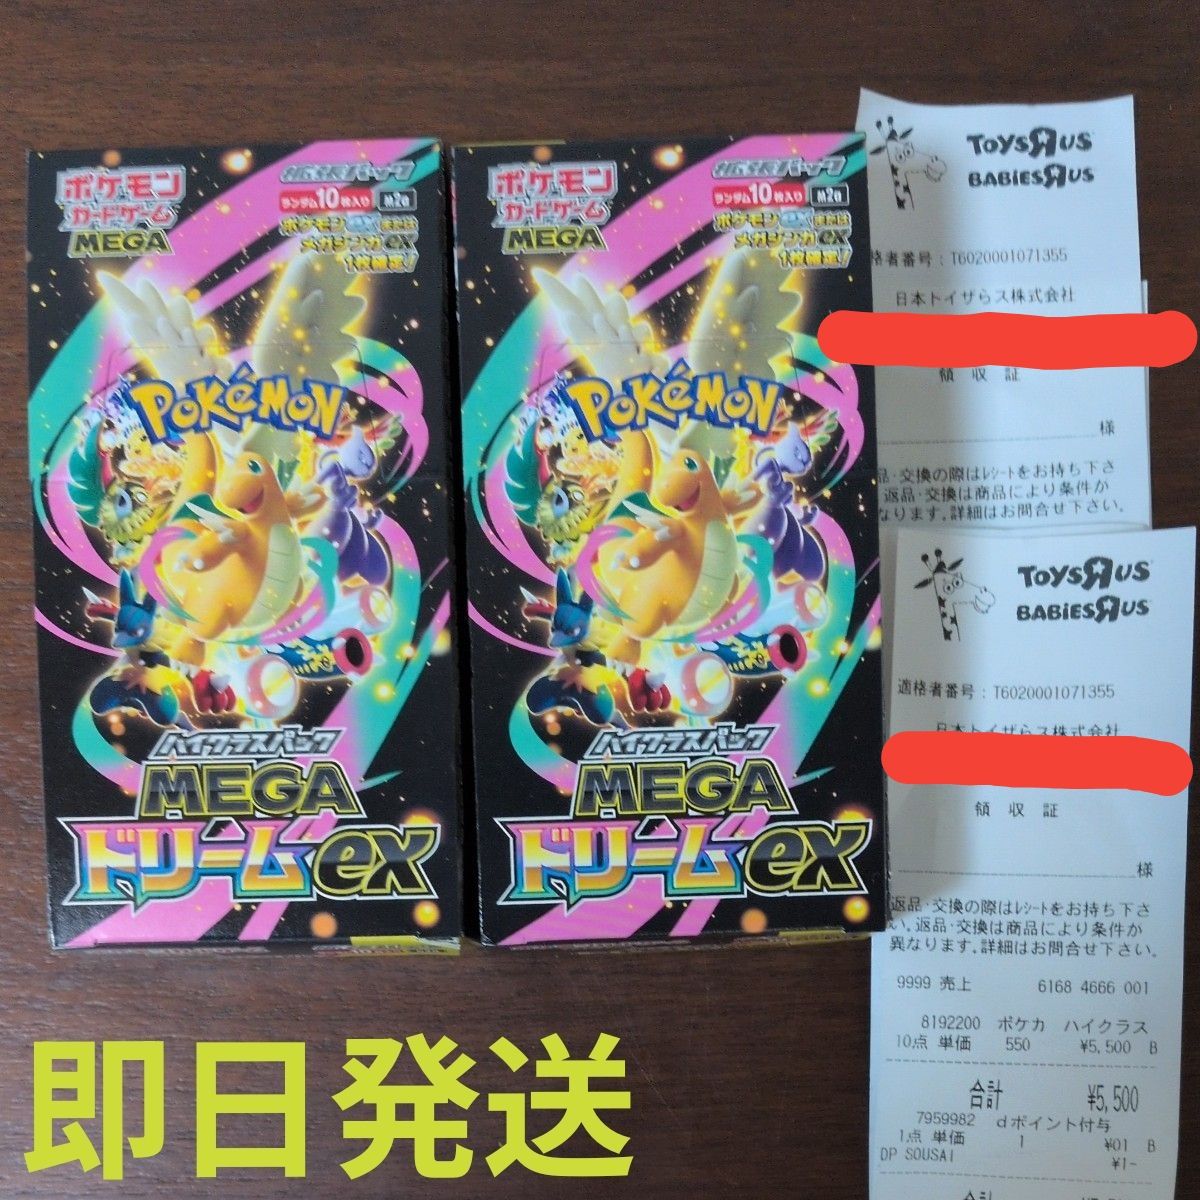 ポケモン
カードゲーム
MEGA
拡張パック
ランダム10枚入り M2a
ポケモンexまたは
メガシンカex
1枚確定!
POKéMON
ハイクラスパック
MEGA
ドリームex
ポケモン
カードゲーム
MEGA
拡張パック
ランダム10枚入り M2a
ポケモンexまたは
メガシンカex
1枚確定!
POKéMON
ハイクラスパック
MEGA
ドリームex
TOYSЯUS
BABIESЯUS
格者番号:T6020001071355
日本トイザらス株式会社
領 収 証
様
品・交換の際はレシートをお持ち下さ
返品・交換は商品により条件が
なります。詳細はお問合せ下さい。
TOYSЯUS
BABIESЯUS
適格者番号:T6020001071355
日本トイザらス株式会社
領 収 証
様
返品・交換の際はレシートをお持ち下さ
い。返品・交換は商品により条件が
異なります。詳細はお問合せ下さい。
9999 売上 6168 4666 001
8192200 ポケカ ハイクラス
10点 単価 550 ¥5,500 B
合計 ¥5,500
7959982 dポイント付与
1点 単価 1 ¥01 B
DP SOUSAI ¥1-
即日発送